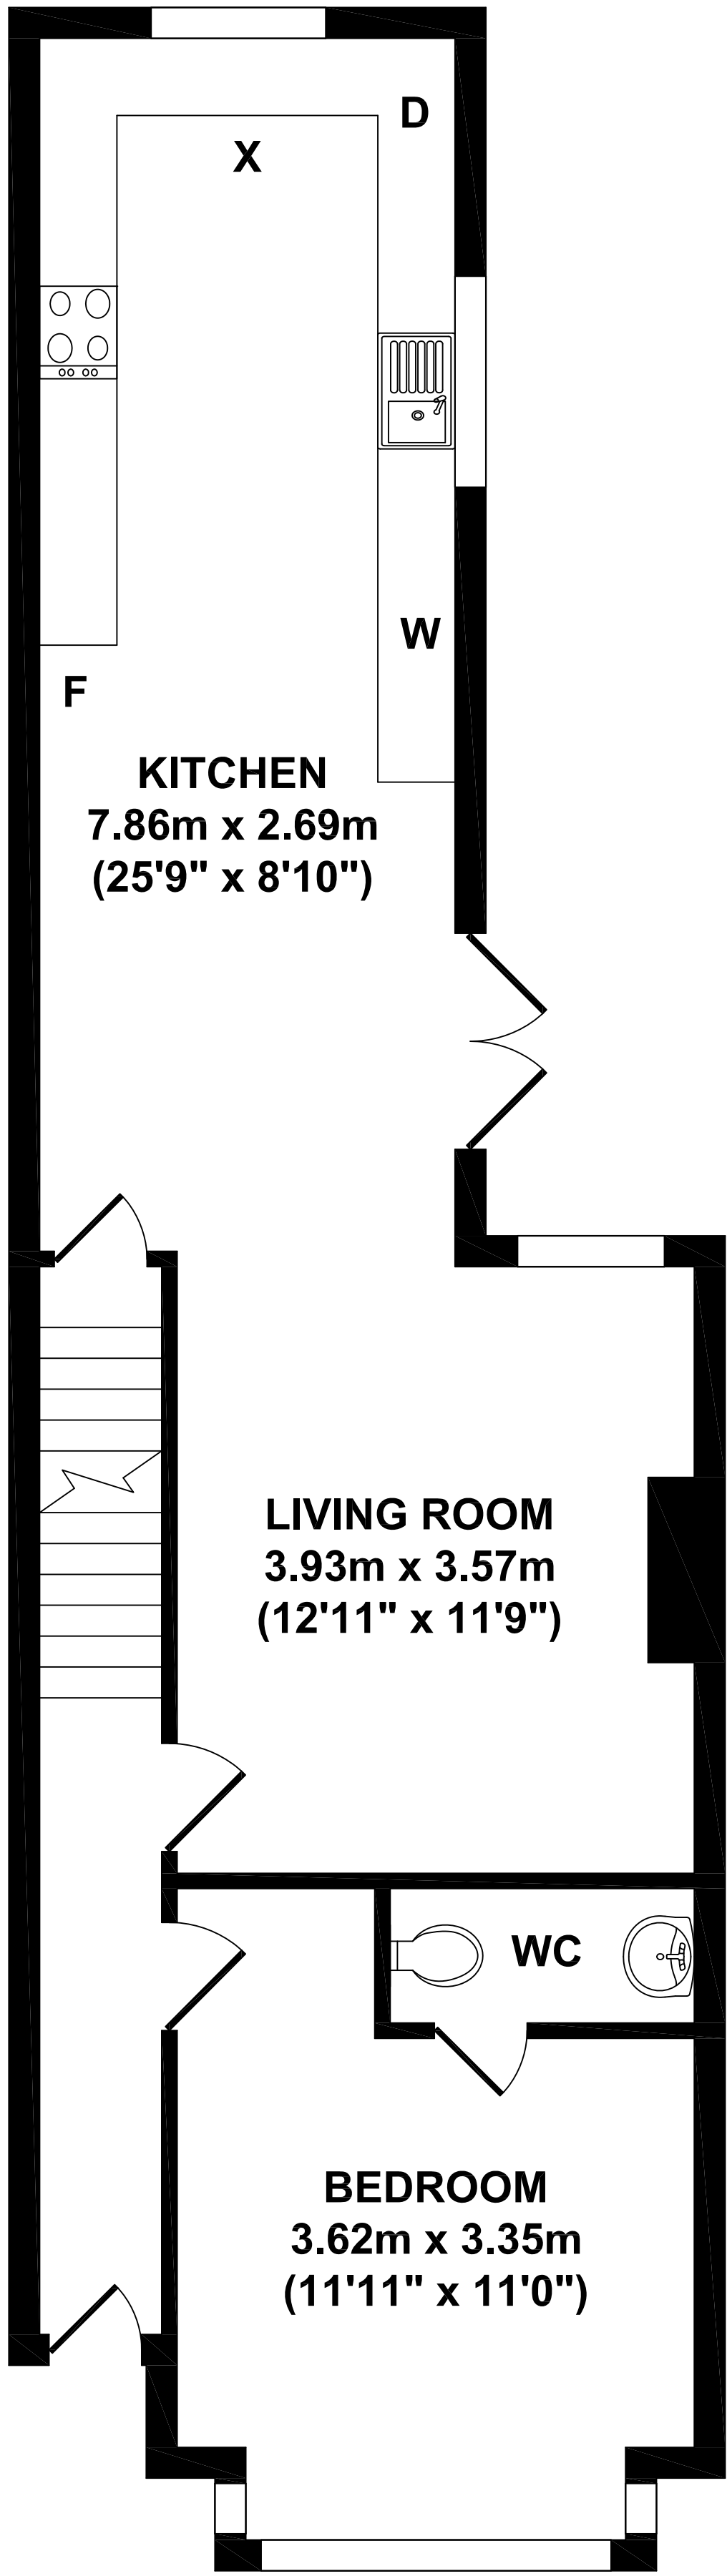 D
X
W
F
KITCHEN
7.86m x 2.69m
(25'9" x 8'10")
LIVING ROOM
3.93m x 3.57m
(12'11" x 11'9")
WC
BEDROOM
3.62m x 3.35m
(11'11" x 11'0")